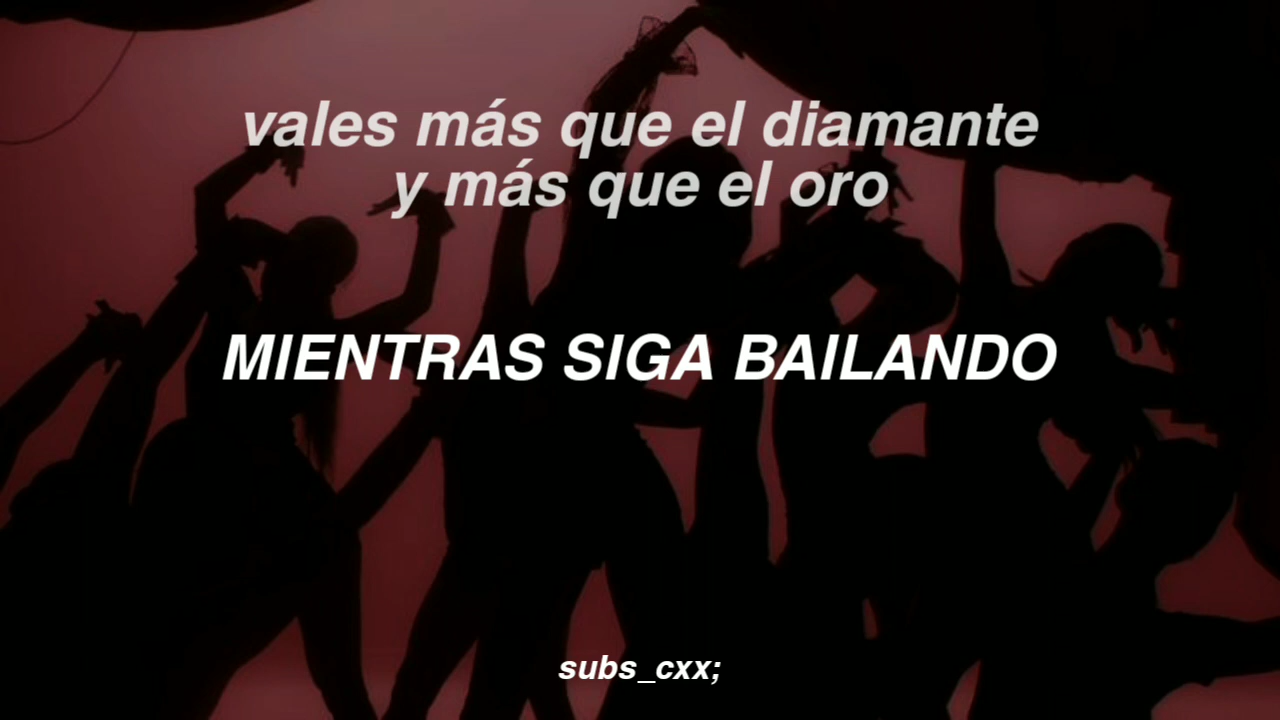 vales más que el diamante
y más que el oro
MIENTRAS SIGA BAILANDO
subs_cxx;